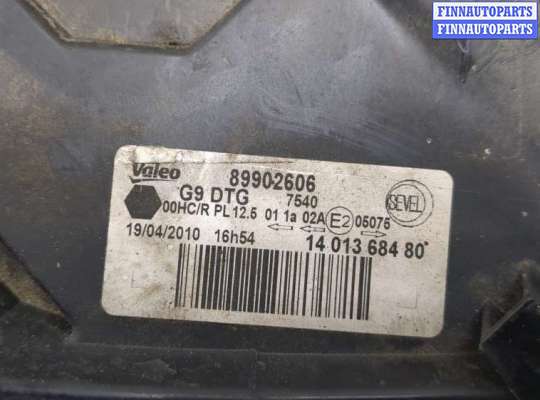 FINNAUTOPARTS
FINNAUTOPARTS
Valeo 89902606
G9 DTG 7540
00HC/R PL 12.5 01 1a 02A E2 05075
SEVEL
19/04/2010 16h54 14 013 684 80